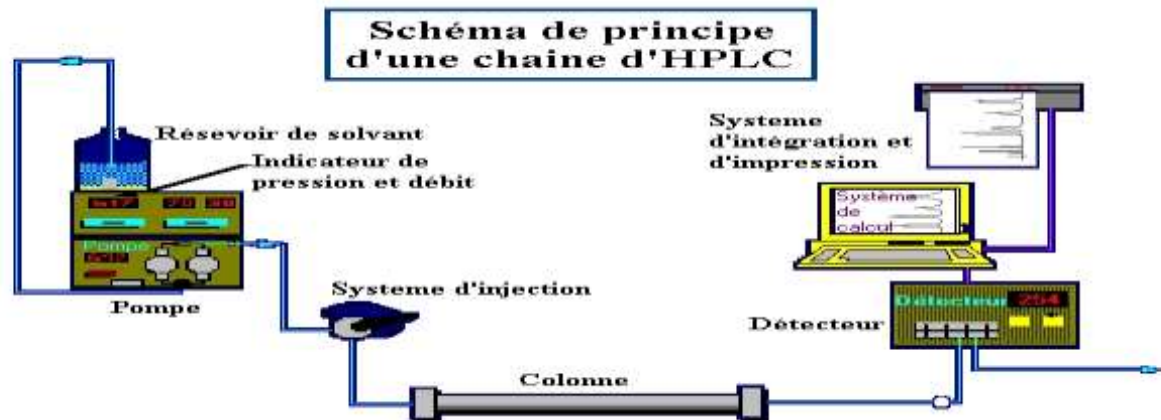 Schéma de principe
d'une chaine d'HPLC
Résevoir de solvant
Indicateur de
pression et débit
Pompe
Pompe
Systeme d'injection
Colonne
Systeme
d'intégration et
d'impression
Système
de
calcul
Détecteur 254
Détecteur